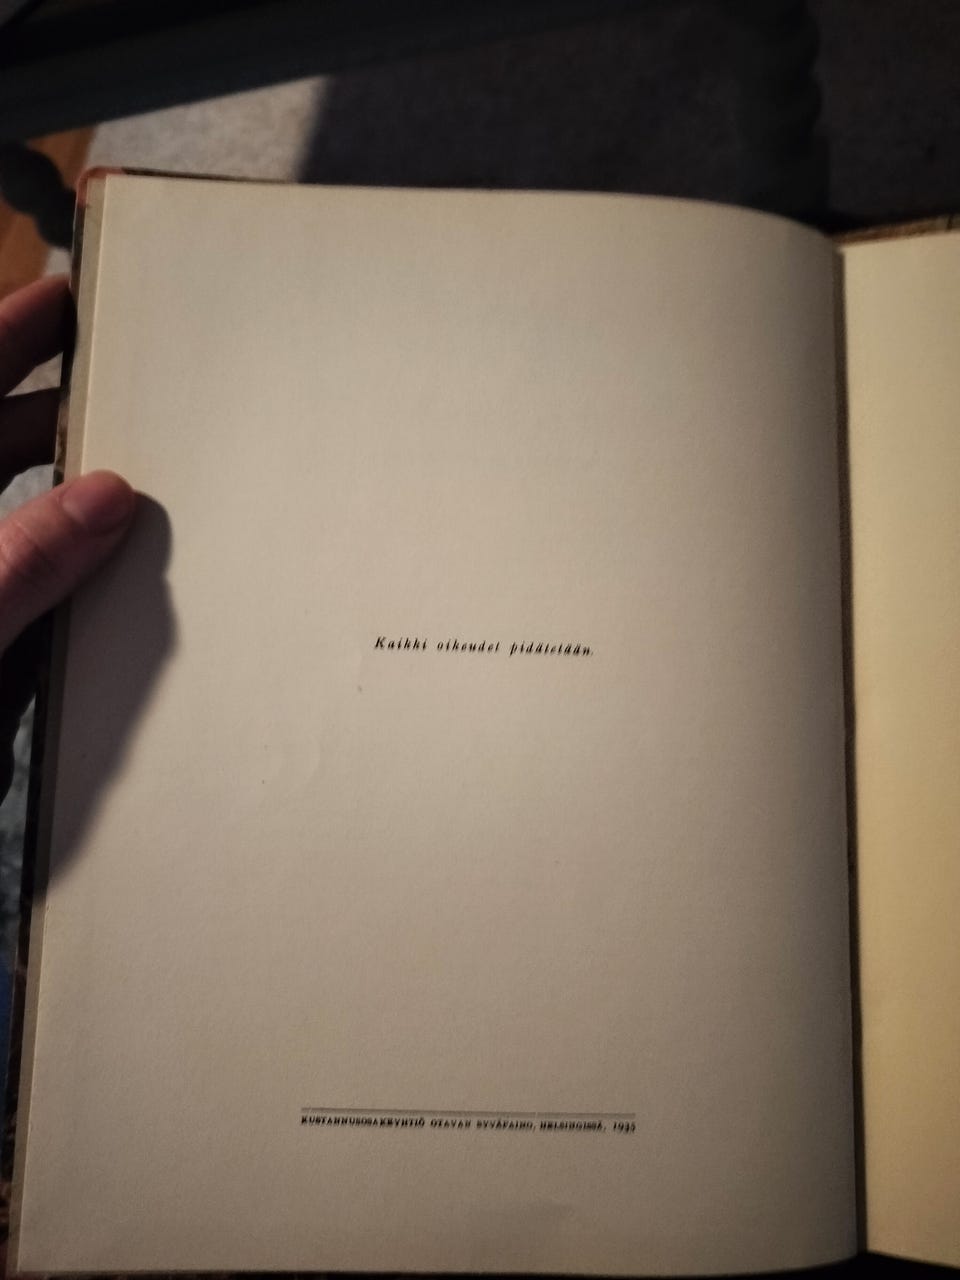 Kaikki oikeudet pidätetään.
KUSTANNUSOSAKEYHTIÖ OTAVAN SYVÄPAINO, HELSINGISSÄ, 1935